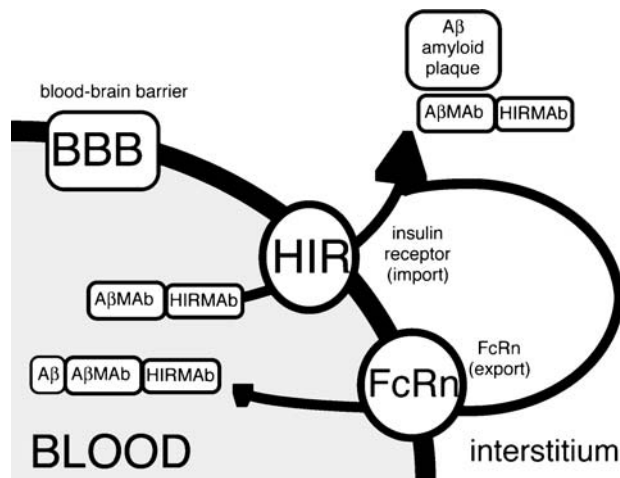 Aβ
amyloid
plaque
AβMAb HIRMAb
blood-brain barrier
BBB
HIR
insulin
receptor
(import)
AβMAb HIRMAb
FcRn
FcRn
(export)
Aβ AβMAb HIRMAb
BLOOD
interstitium